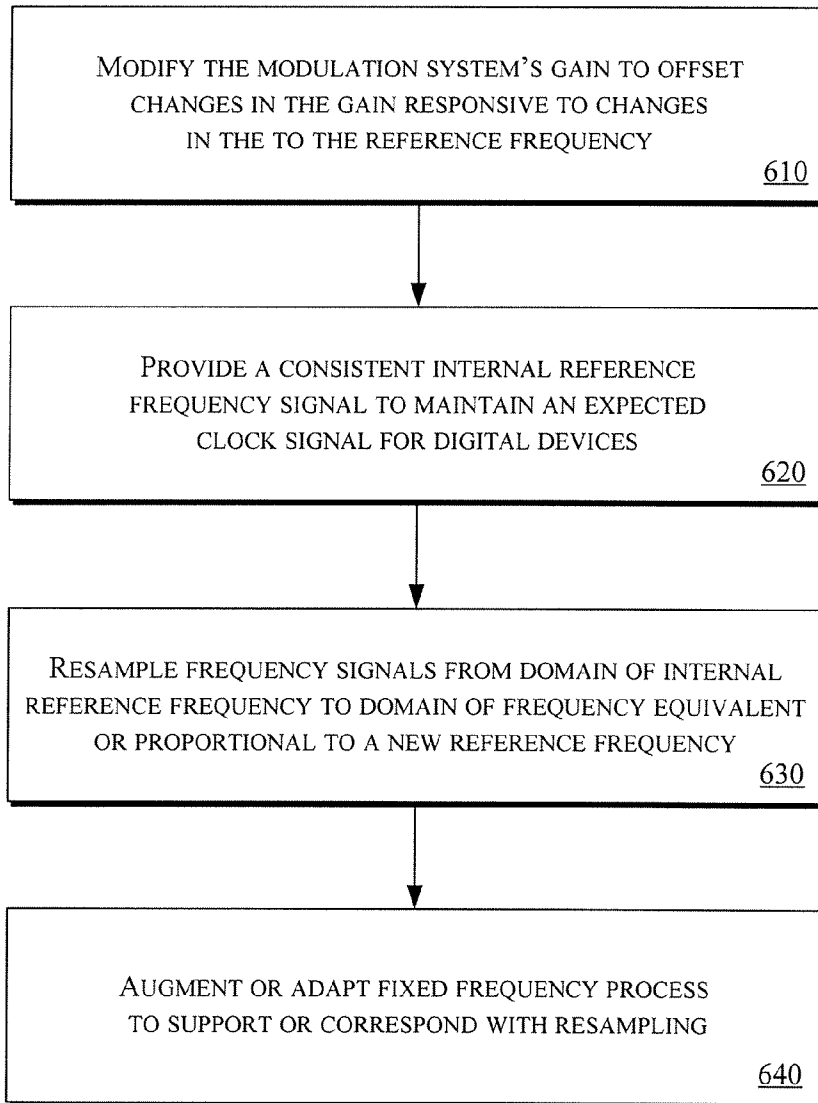 MODIFY THE MODULATION SYSTEM'S GAIN TO OFFSET
CHANGES IN THE GAIN RESPONSIVE TO CHANGES
IN THE TO THE REFERENCE FREQUENCY
610
PROVIDE A CONSISTENT INTERNAL REFERENCE
FREQUENCY SIGNAL TO MAINTAIN AN EXPECTED
CLOCK SIGNAL FOR DIGITAL DEVICES
620
RESAMPLE FREQUENCY SIGNALS FROM DOMAIN OF INTERNAL
REFERENCE FREQUENCY TO DOMAIN OF FREQUENCY EQUIVALENT
OR PROPORTIONAL TO A NEW REFERENCE FREQUENCY
630
AUGMENT OR ADAPT FIXED FREQUENCY PROCESS
TO SUPPORT OR CORRESPOND WITH RESAMPLING
640